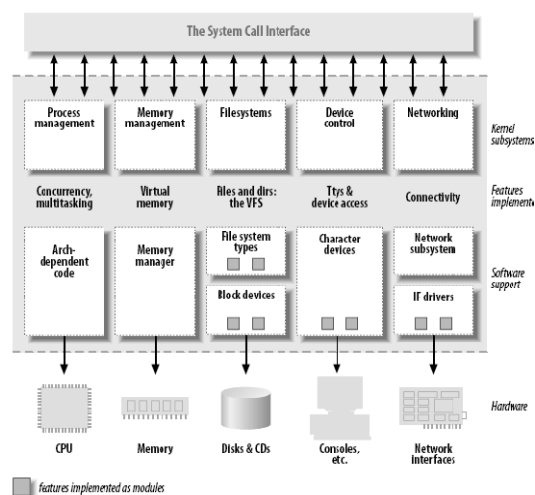 The System Call Interface
Process
management
Memory
management
Filesystems
Device
control
Networking
Kernel
subsystems
Concurrency,
multitasking
Virtual
memory
Files and dirs:
the VFS
Ttys &
device access
Connectivity
Features
implemente
Arch-
dependent
code
Memory
manager
File system
types
Block devices
Character
devices
Network
subsystem
IF drivers
Software
support
Hardware
CPU
Memory
Disks & CDs
Consoles,
etc.
Network
interfaces
features implemented as modules